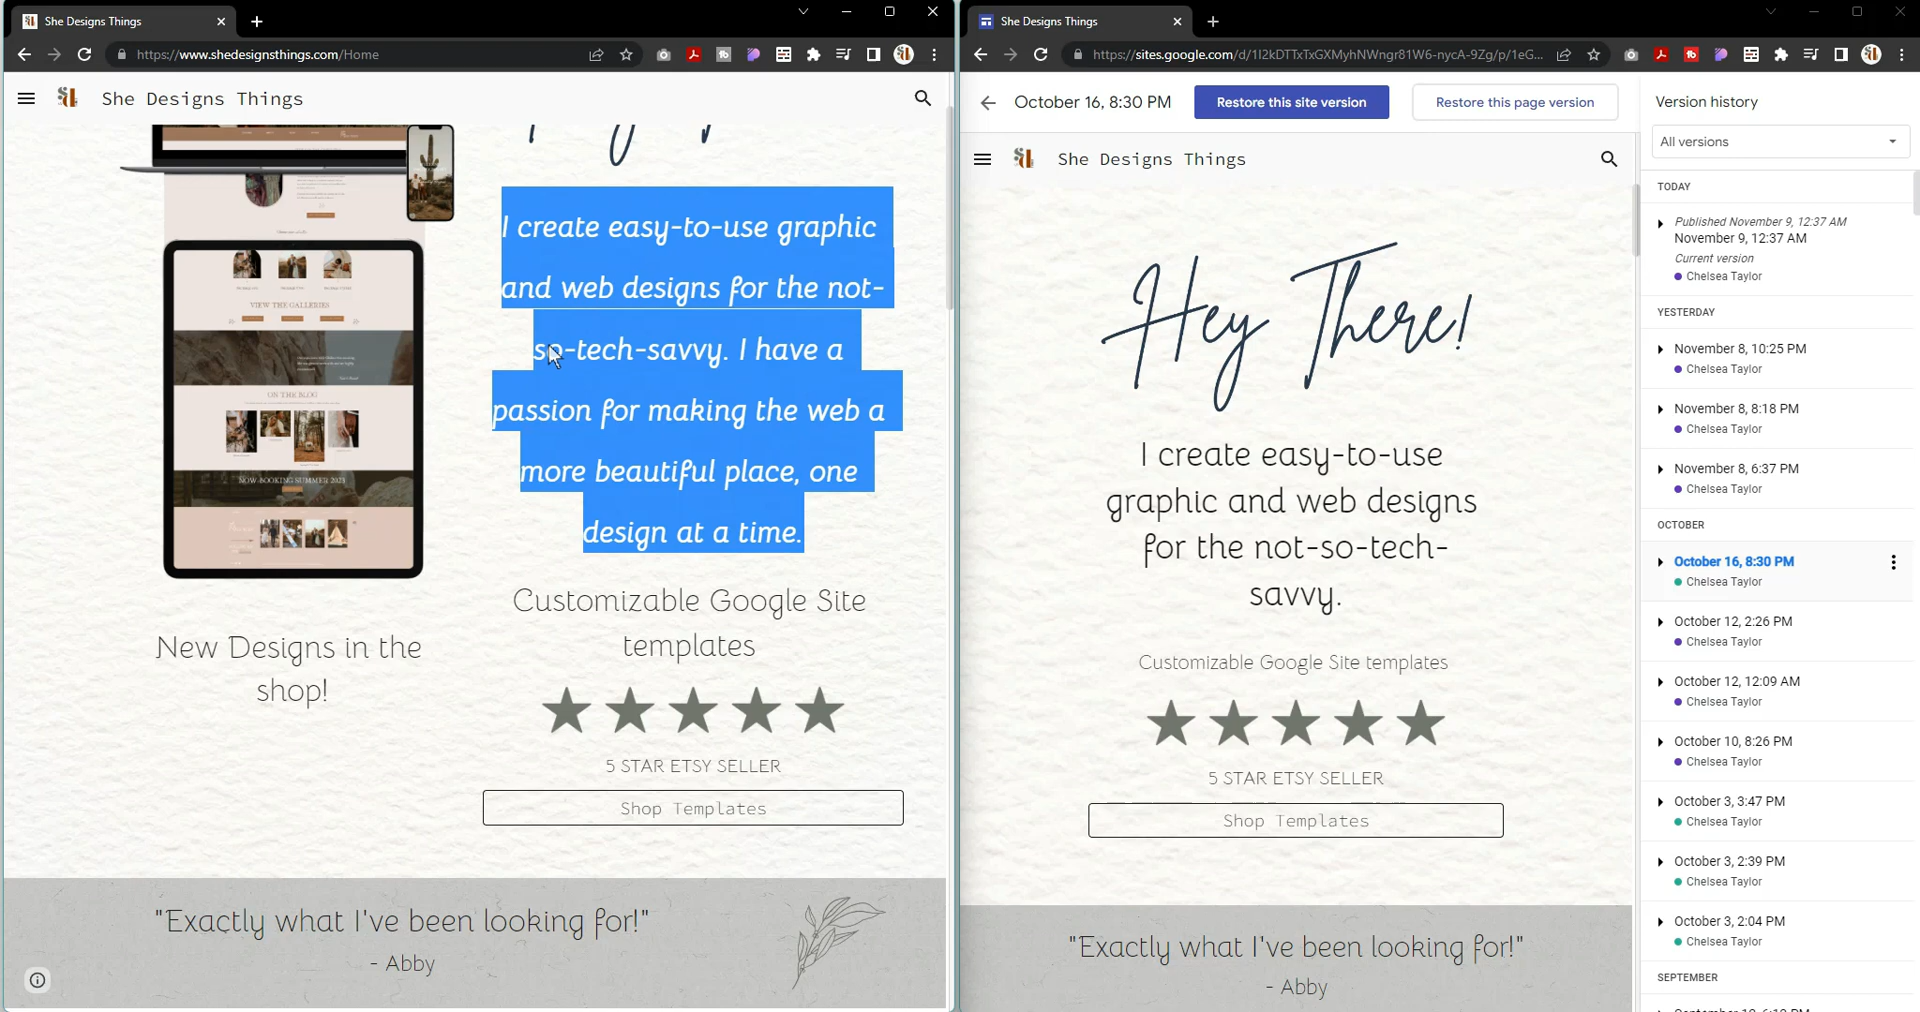 She Designs Things
https://www.shedesignsthings.com/Home
She Designs Things
I create easy-to-use graphic
and web designs for the not-
so-tech-savvy. I have a
passion for making the web a
more beautiful place, one
design at a time.
VIEW THE GALLERIES
ON THE BLOG
NOW BOOKING SUMMER 2023
New Designs in the
shop!
Customizable Google Site
templates
5 STAR ETSY SELLER
Shop Templates
"Exactly what I've been looking for!"
- Abby
She Designs Things
https://sites.google.com/d/1I2kDTTxTxGXMyhNWngr81W6-nycA-9Zg/p/1eG...
October 16, 8:30 PM
Restore this site version
Restore this page version
She Designs Things
Hey There!
I create easy-to-use
graphic and web designs
for the not-so-tech-
savvy.
Customizable Google Site templates
5 STAR ETSY SELLER
Shop Templates
"Exactly what I've been looking for!"
- Abby
Version history
All versions
TODAY
Published November 9, 12:37 AM
November 9, 12:37 AM
Current version
Chelsea Taylor
YESTERDAY
November 8, 10:25 PM
Chelsea Taylor
November 8, 8:18 PM
Chelsea Taylor
November 8, 6:37 PM
Chelsea Taylor
OCTOBER
October 16, 8:30 PM
Chelsea Taylor
October 12, 2:26 PM
Chelsea Taylor
October 12, 12:09 AM
Chelsea Taylor
October 10, 8:26 PM
Chelsea Taylor
October 3, 3:47 PM
Chelsea Taylor
October 3, 2:39 PM
Chelsea Taylor
October 3, 2:04 PM
Chelsea Taylor
SEPTEMBER